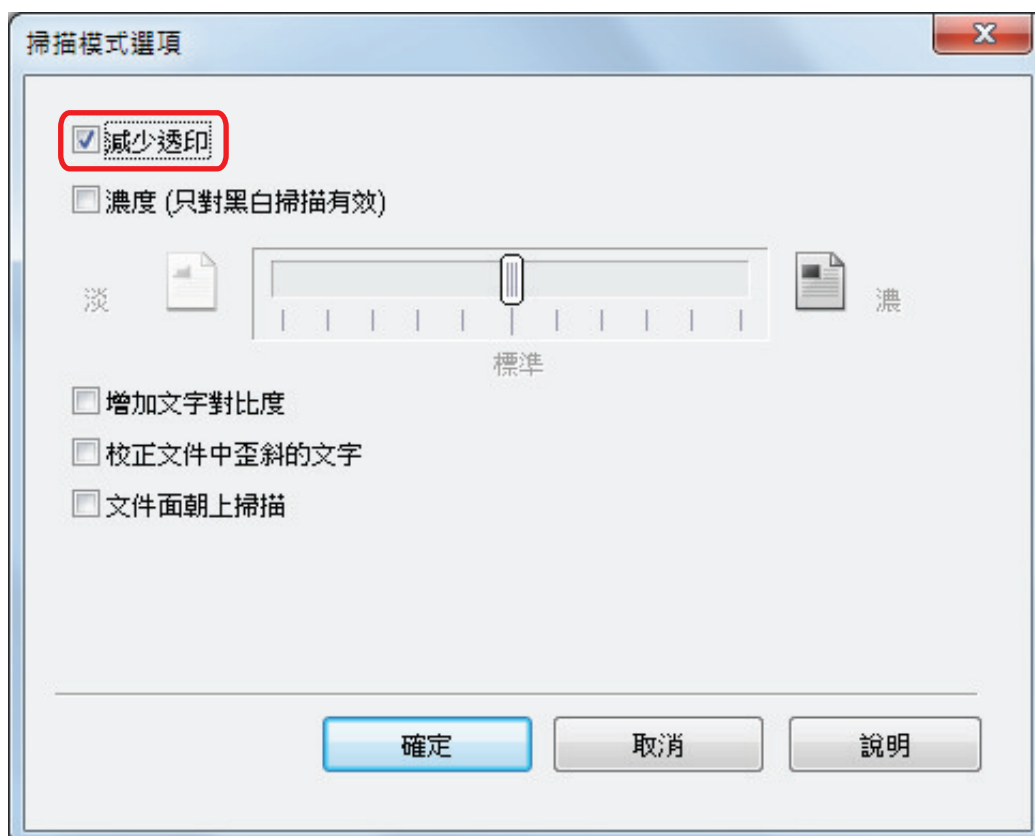 掃描模式選項
減少透印
濃度 (只對黑白掃描有效)
淡 濃
標準
增加文字對比度
校正文件中歪斜的文字
文件面朝上掃描
確定 取消 說明